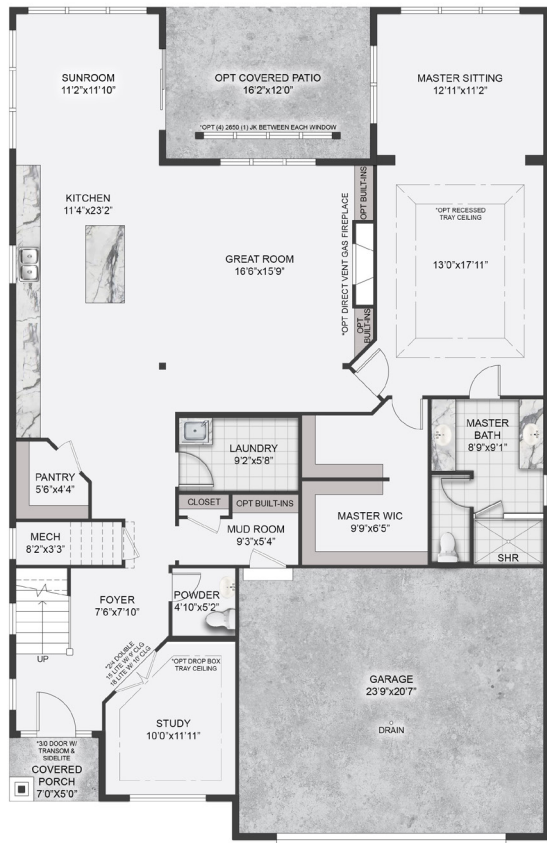 SUNROOM
11'2"x11'10"
OPT COVERED PATIO
16'2"x12'0"
*OPT (4) 2650 (1) JK BETWEEN EACH WINDOW
MASTER SITTING
12'11"x11'2"
KITCHEN
11'4"x23'2"
GREAT ROOM
16'6"x15'9"
*OPT DIRECT VENT GAS FIREPLACE
OPT BUILT-INS
OPT
BUILT-INS
*OPT RECESSED
TRAY CEILING
13'0"x17'11"
PANTRY
5'6"x4'4"
LAUNDRY
9'2"x5'8"
CLOSET
OPT BUILT-INS
MUD ROOM
9'3"x5'4"
MASTER WIC
9'9"x6'5"
MASTER
BATH
8'9"x9'1"
SHR
MECH
8'2"x3'3"
FOYER
7'6"x7'10"
UP
POWDER
4'10"x5'2"
*2/4 DOUBLE
15 LITE W/ 9' CLG
18 LITE W/ 10' CLG
*OPT DROP BOX
TRAY CEILING
STUDY
10'0"x11'11"
GARAGE
23'9"x20'7"
DRAIN
*3/0 DOOR W/
TRANSOM &
SIDELITE
COVERED
PORCH
7'0"X5'0"